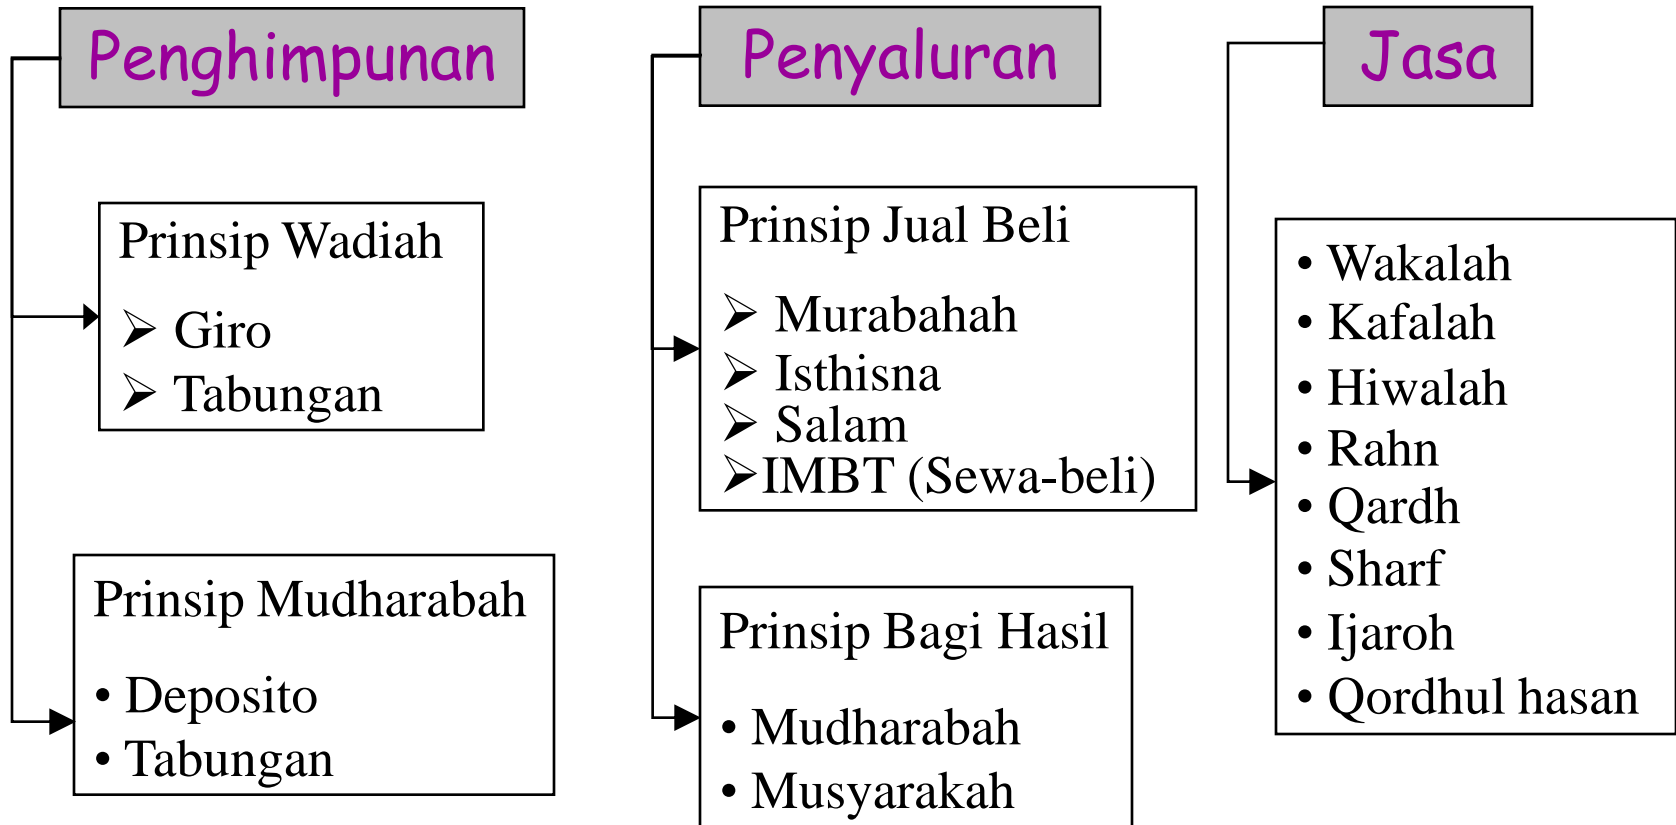 Penghimpunan
Prinsip Wadiah
➢ Giro
➢ Tabungan
Prinsip Mudharabah
• Deposito
• Tabungan
Penyaluran
Prinsip Jual Beli
➢ Murabahah
➢ Isthisna
➢ Salam
➢IMBT (Sewa-beli)
Prinsip Bagi Hasil
• Mudharabah
• Musyarakah
Jasa
• Wakalah
• Kafalah
• Hiwalah
• Rahn
• Qardh
• Sharf
• Ijaroh
• Qordhul hasan